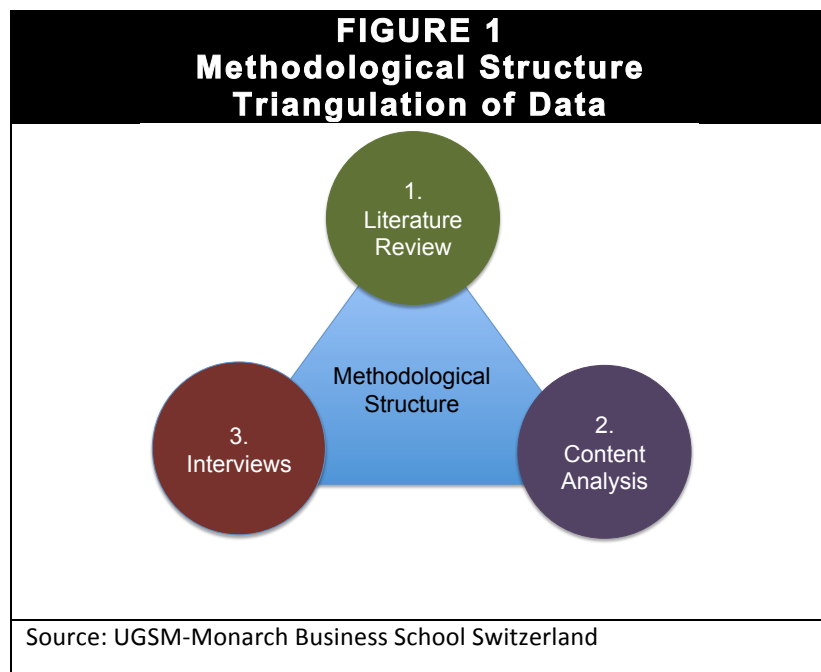 FIGURE 1
Methodological Structure
Triangulation of Data
1.
Literature
Review
Methodological
Structure
3.
Interviews
2.
Content
Analysis
Source: UGSM-Monarch Business School Switzerland